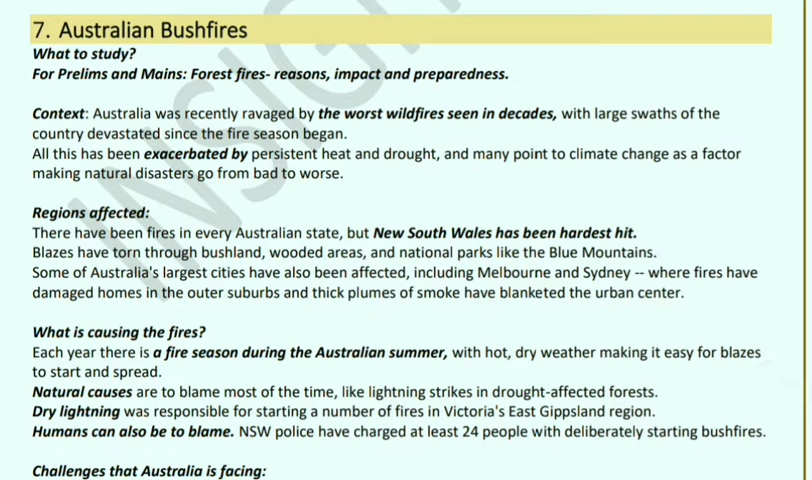 7. Australian Bushfires
What to study?
For Prelims and Mains: Forest fires- reasons, impact and preparedness.
Context: Australia was recently ravaged by the worst wildfires seen in decades, with large swaths of the
country devastated since the fire season began.
All this has been exacerbated by persistent heat and drought, and many point to climate change as a factor
making natural disasters go from bad to worse.
Regions affected:
There have been fires in every Australian state, but New South Wales has been hardest hit.
Blazes have torn through bushland, wooded areas, and national parks like the Blue Mountains.
Some of Australia's largest cities have also been affected, including Melbourne and Sydney -- where fires have
damaged homes in the outer suburbs and thick plumes of smoke have blanketed the urban center.
What is causing the fires?
Each year there is a fire season during the Australian summer, with hot, dry weather making it easy for blazes
to start and spread.
Natural causes are to blame most of the time, like lightning strikes in drought-affected forests.
Dry lightning was responsible for starting a number of fires in Victoria's East Gippsland region.
Humans can also be to blame. NSW police have charged at least 24 people with deliberately starting bushfires.
Challenges that Australia is facing:
INSIGH